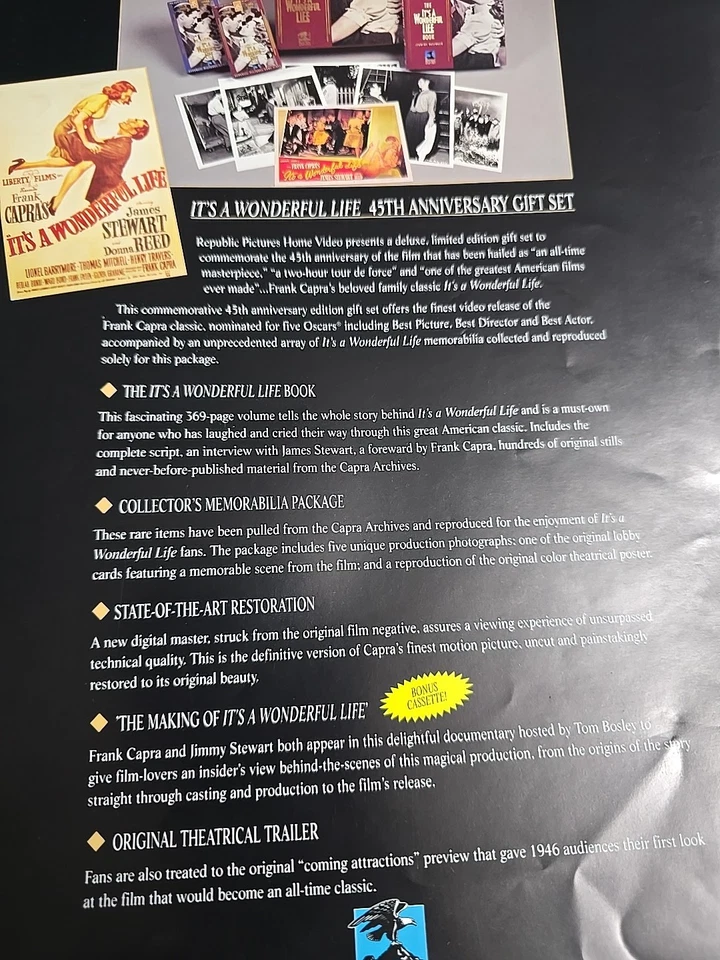 THE
IT'S A
WONDERFUL
LIFE
BOOK
WONDERFUL
LIFE
LIBERTY FILMS
Frank
CAPRA'S
IT'S A WONDERFUL LIFE
James
STEWART
Donna
REED
LIONEL BARRYMORE · THOMAS MITCHELL · HENRY TRAVERS
FRANK CAPRA
FRANK CAPRA'S
It's a Wonderful Life
JAMES STEWART
IT'S A WONDERFUL LIFE 45TH ANNIVERSARY GIFT SET
Republic Pictures Home Video presents a deluxe, limited edition gift set to
commemorate the 45th anniversary of the film that has been hailed as "an all-time
masterpiece," "a two-hour tour de force" and "one of the greatest American films
ever made"...Frank Capra's beloved family classic It's a Wonderful Life.
This commemorative 45th anniversary edition gift set offers the finest video release of the
Frank Capra classic, nominated for five Oscars® including Best Picture, Best Director and Best Actor,
accompanied by an unprecedented array of It's a Wonderful Life memorabilia collected and reproduced
solely for this package.
THE IT'S A WONDERFUL LIFE BOOK
This fascinating 369-page volume tells the whole story behind It's a Wonderful Life and is a must-own
for anyone who has laughed and cried their way through this great American classic. Includes the
complete script, an interview with James Stewart, a foreward by Frank Capra, hundreds of original stills
and never-before-published material from the Capra Archives.
COLLECTOR'S MEMORABILIA PACKAGE
These rare items have been pulled from the Capra Archives and reproduced for the enjoyment of It's a
Wonderful Life fans. The package includes five unique production photographs; one of the original lobby
cards featuring a memorable scene from the film; and a reproduction of the original color theatrical poster.
STATE-OF-THE-ART RESTORATION
A new digital master, struck from the original film negative, assures a viewing experience of unsurpassed
technical quality. This is the definitive version of Capra's finest motion picture, uncut and painstakingly
restored to its original beauty.
'THE MAKING OF IT'S A WONDERFUL LIFE'
BONUS
CASSETTE!
Frank Capra and Jimmy Stewart both appear in this delightful documentary hosted by Tom Bosley to
give film-lovers an insider's view behind-the-scenes of this magical production, from the origins of the story
straight through casting and production to the film's release.
ORIGINAL THEATRICAL TRAILER
Fans are also treated to the original "coming attractions" preview that gave 1946 audiences their first look
at the film that would become an all-time classic.